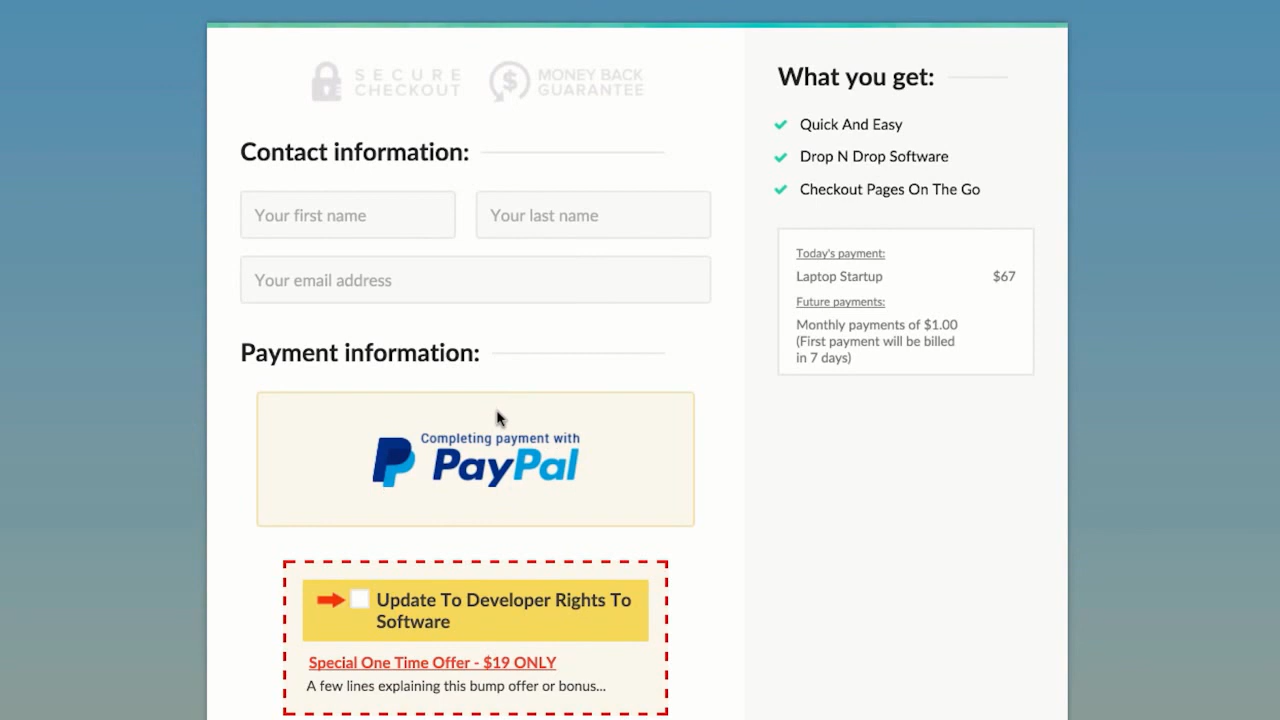 SECURE
CHECKOUT
MONEY BACK
GUARANTEE
Contact information:
Your first name
Your last name
Your email address
Payment information:
Completing payment with
PayPal
Update To Developer Rights To
Software
Special One Time Offer - $19 ONLY
A few lines explaining this bump offer or bonus...
What you get:
Quick And Easy
Drop N Drop Software
Checkout Pages On The Go
Today's payment:
Laptop Startup $67
Future payments:
Monthly payments of $1.00
(First payment will be billed
in 7 days)